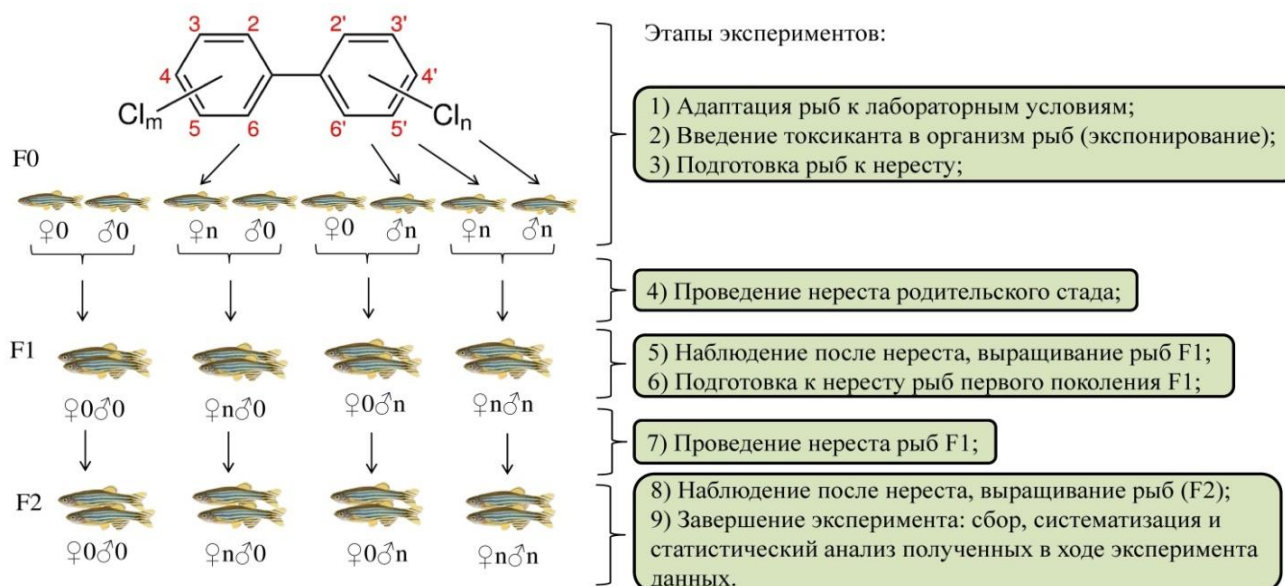 3 2 2' 3'
4 4'
Clm Cln
5 6 6' 5'
F0
♀0 ♂0 ♀n ♂0 ♀0 ♂n ♀n ♂n
F1
♀0♂0 ♀n♂0 ♀0♂n ♀n♂n
F2
♀0♂0 ♀n♂0 ♀0♂n ♀n♂n
Этапы экспериментов:
1) Адаптация рыб к лабораторным условиям;
2) Введение токсиканта в организм рыб (экспонирование);
3) Подготовка рыб к нересту;
4) Проведение нереста родительского стада;
5) Наблюдение после нереста, выращивание рыб F1;
6) Подготовка к нересту рыб первого поколения F1;
7) Проведение нереста рыб F1;
8) Наблюдение после нереста, выращивание рыб (F2);
9) Завершение эксперимента: сбор, систематизация и
статистический анализ полученных в ходе эксперимента
данных.